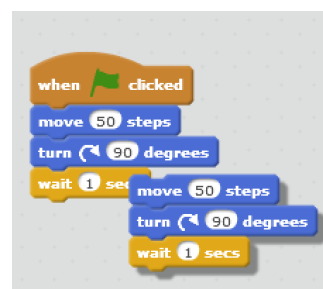 when clicked
move 50 steps
turn 90 degrees
wait 1
move 50 steps
turn 90 degrees
wait 1 secs